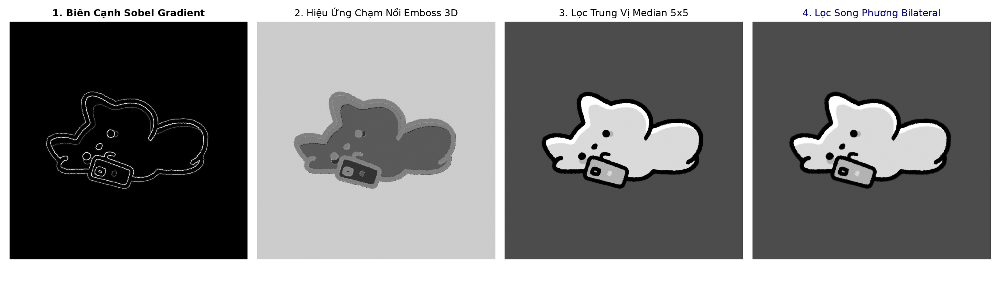 1. Biên Cạnh Sobel Gradient
2. Hiệu Ứng Chạm Nổi Emboss 3D
3. Lọc Trung Vị Median 5x5
4. Lọc Song Phương Bilateral